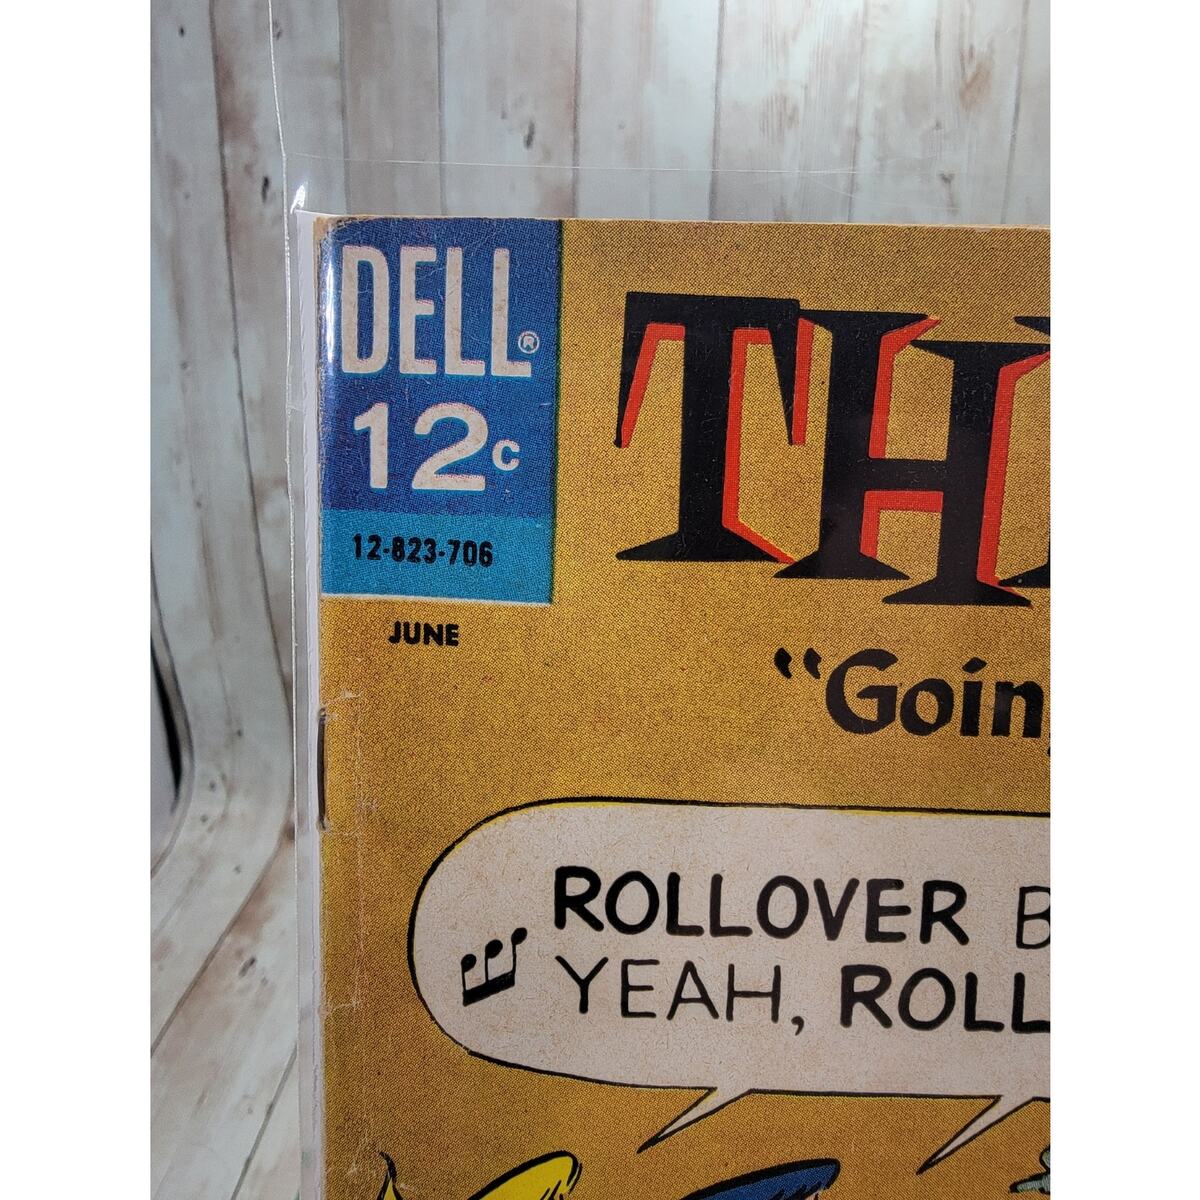 DELL®
12c
12-823-706
JUNE
TH
"Goin
ROLLOVER B
YEAH, ROLL